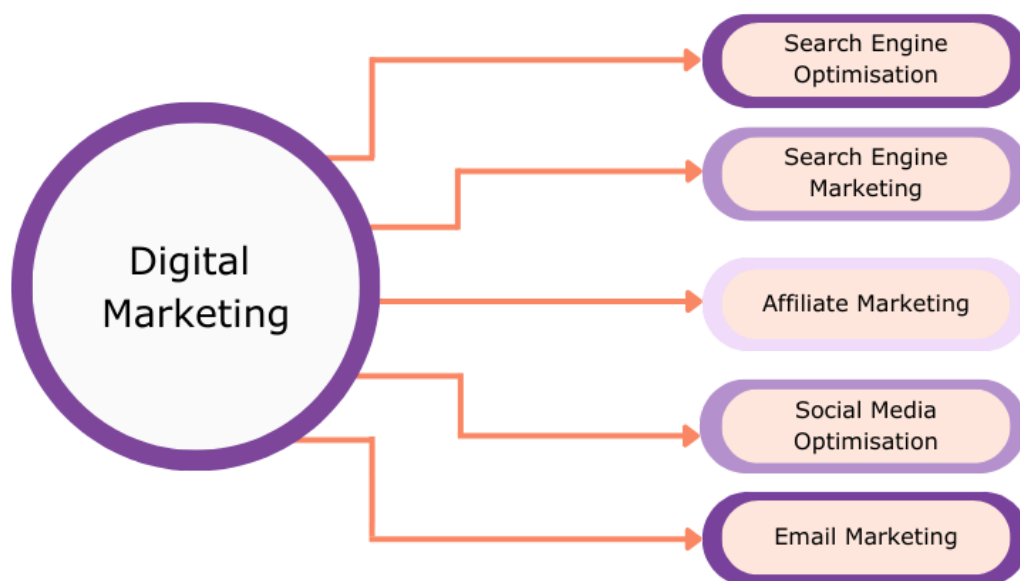 Digital
Marketing
Search Engine
Optimisation
Search Engine
Marketing
Affiliate Marketing
Social Media
Optimisation
Email Marketing